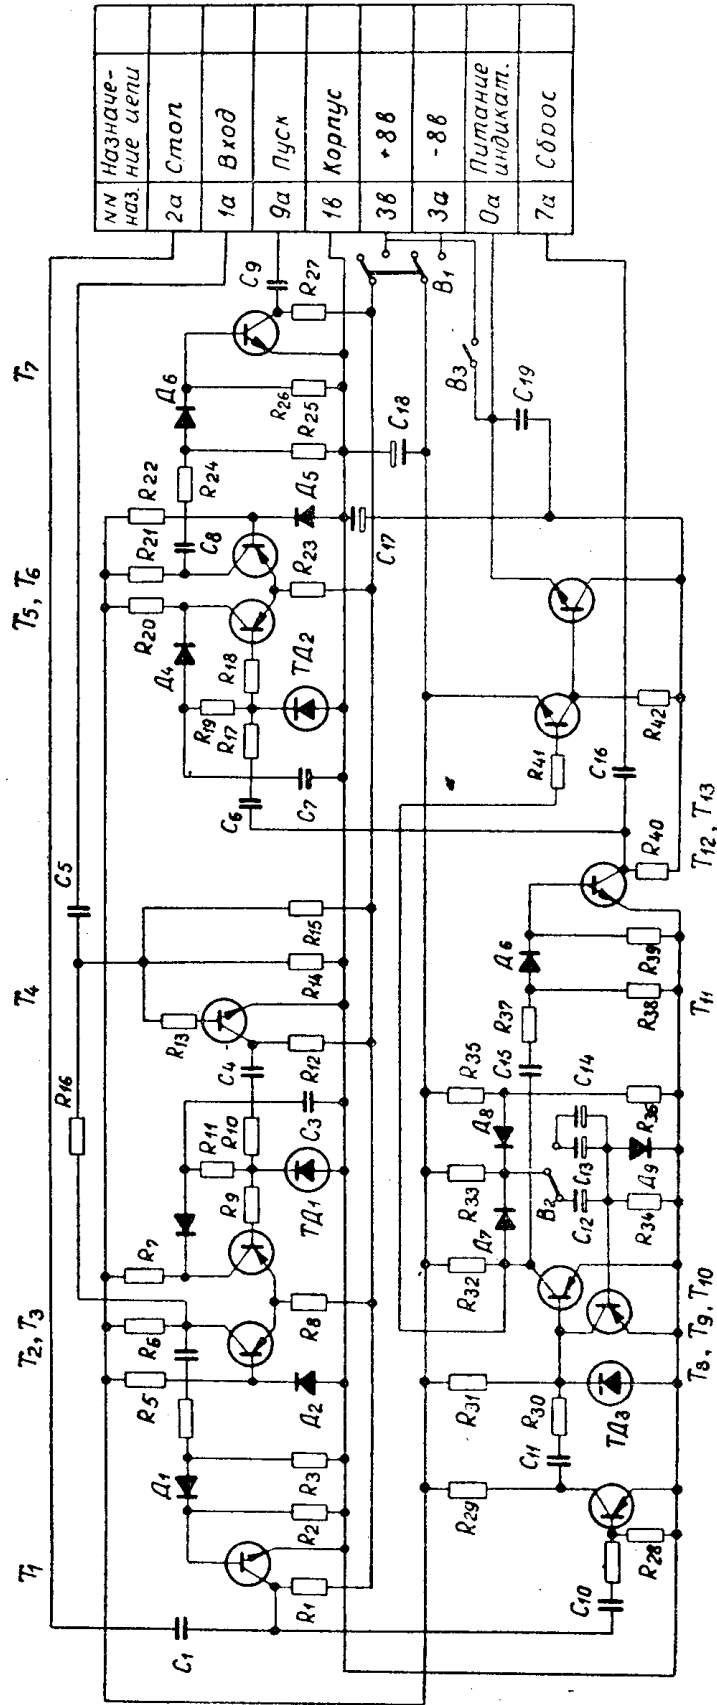 T1
T2, T3
T4
T5, T6
T7
NN наз.
Назначе-
ние цепи
2а Стоп
1а Вход
9а Пуск
1в Корпус
3в +8в
3а -8в
0а Питание
индикат.
7а Сброс
C1
R16
C5
R5
R6
R7
Д1
R1
R2
R3
Д2
R8
R9
R10
R11
ТД1
C3
C4
R12
R13
R14
R15
C6
C7
R17
R18
R19
Д4
ТД2
R20
R21
R22
C8
R23
Д5
R24
Д6
R25
R26
C9
R27
C17
C18
C19
B1
B3
C10
R28
R29
C11
R30
R31
ТД3
R32
Д7
R33
Д8
R35
B2
C12
C13
C14
R34
Д9
R36
C15
R37
Д6
R38
R39
R40
C16
R41
R42
T8, T9, T10
T11
T12, T13